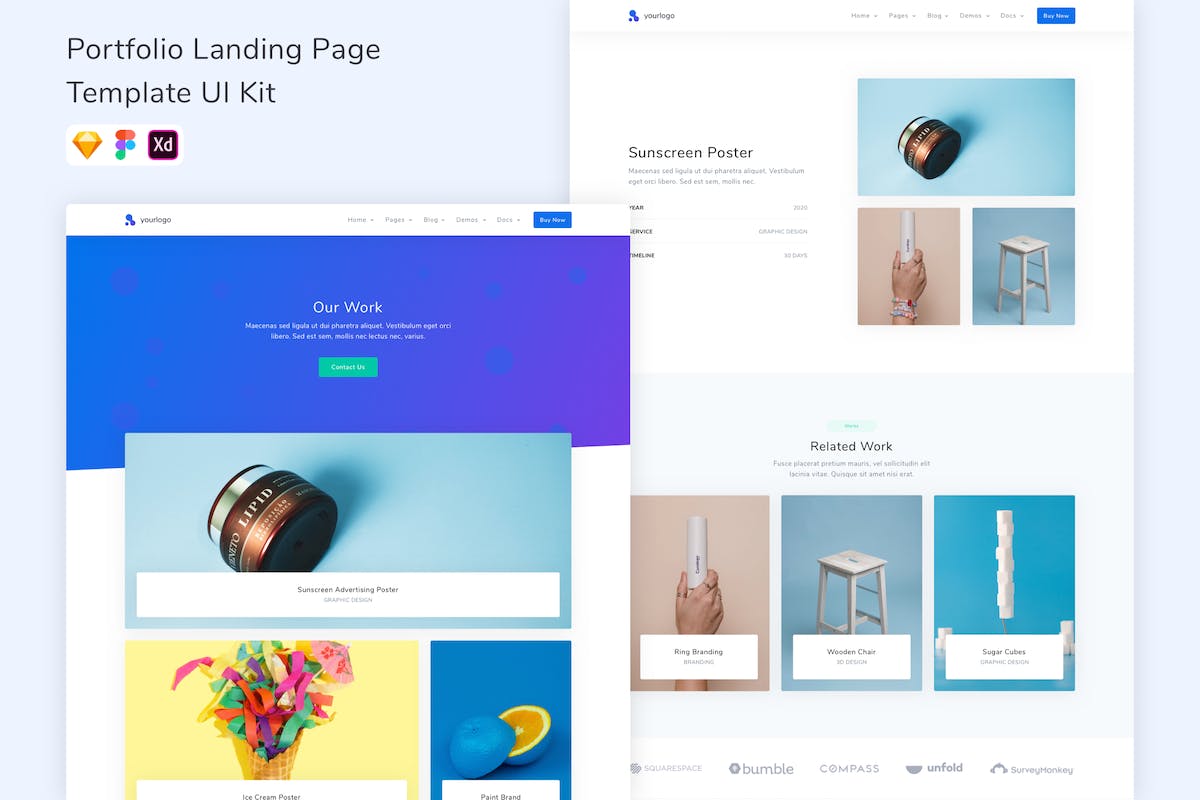 Portfolio Landing Page
Template UI Kit
Xd
yourlogo
Home
Pages
Blog
Demos
Docs
Buy Now
Our Work
Maecenas sed ligula ut dui pharetra aliquet. Vestibulum eget orci
libero. Sed est sem, mollis nec lectus nec, varius.
Contact Us
LIPID
VENETO
REPOSIÇÃO
Sunscreen Advertising Poster
GRAPHIC DESIGN
Ice Cream Poster
Paint Brand
yourlogo
Home
Pages
Blog
Demos
Docs
Buy Now
Sunscreen Poster
Maecenas sed ligula ut dui pharetra aliquet. Vestibulum
eget orci libero. Sed est sem, mollis nec.
YEAR 2020
SERVICE GRAPHIC DESIGN
TIMELINE 30 DAYS
LIPID
Works
Related Work
Fusce placerat pretium mauris, vel sollicitudin elit
lacinia vitae. Quisque sit amet nisi erat.
Ring Branding
BRANDING
Wooden Chair
3D DESIGN
Sugar Cubes
GRAPHIC DESIGN
SQUARESPACE
bumble
COMPASS
unfold
SurveyMonkey